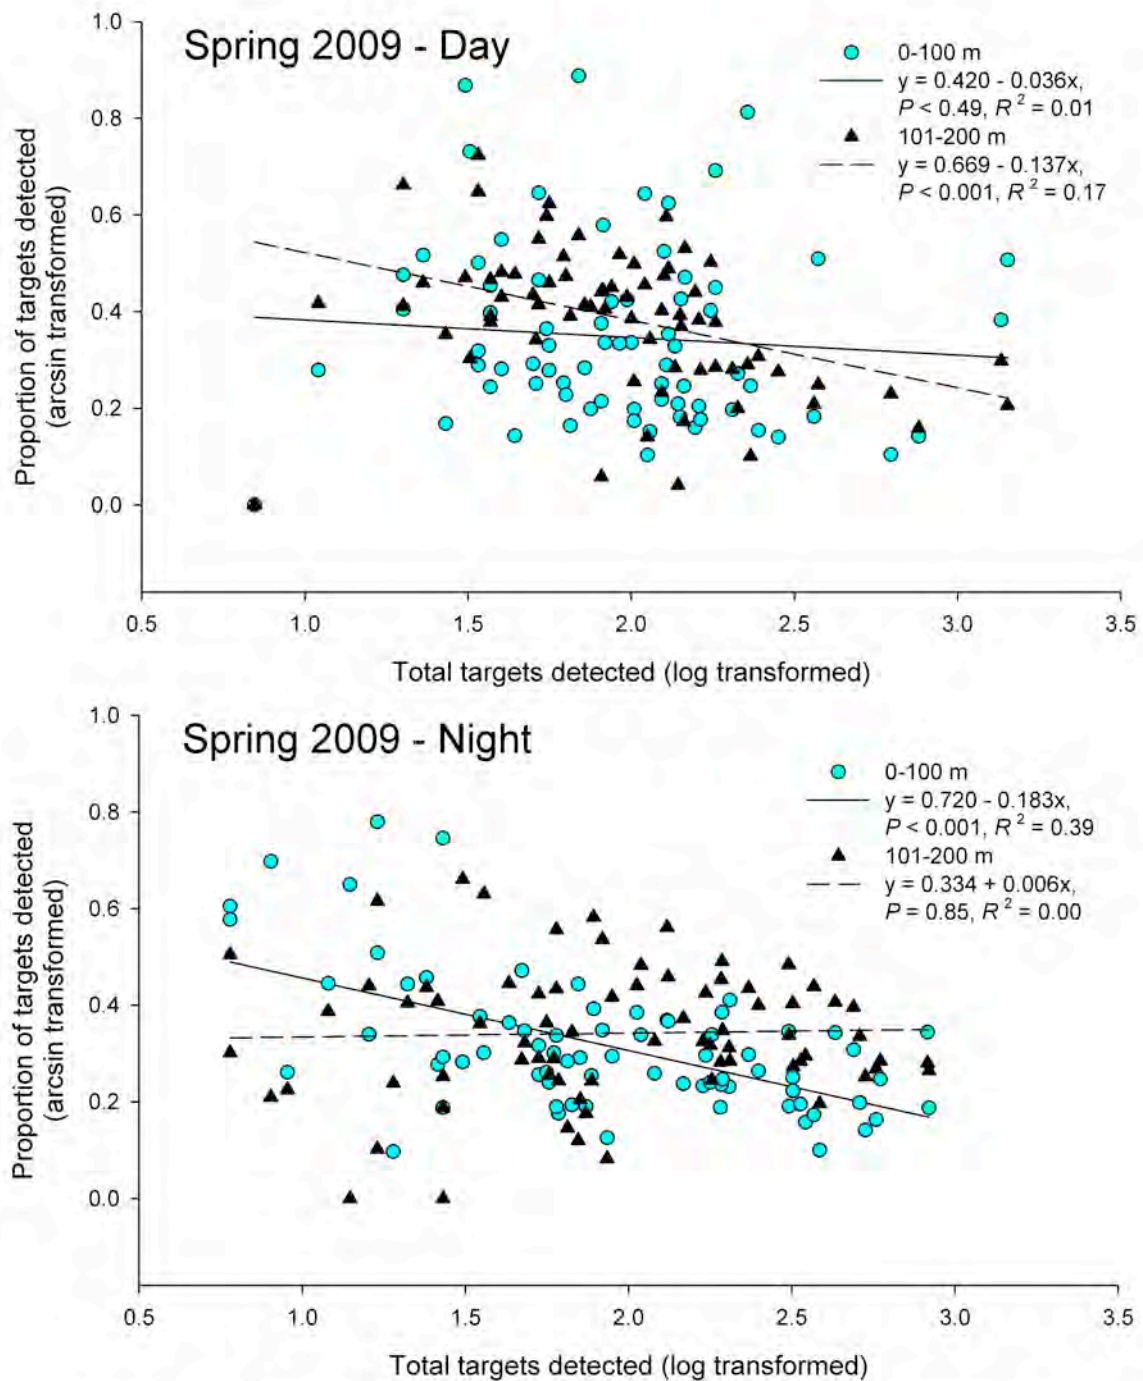 Spring 2009 - Day
0-100 m
y = 0.420 - 0.036x,
P < 0.49, R² = 0.01
101-200 m
y = 0.669 - 0.137x,
P < 0.001, R² = 0.17
Proportion of targets detected
(arcsin transformed)
1.0
0.8
0.6
0.4
0.2
0.0
0.5 1.0 1.5 2.0 2.5 3.0 3.5
Total targets detected (log transformed)
Spring 2009 - Night
0-100 m
y = 0.720 - 0.183x,
P < 0.001, R² = 0.39
101-200 m
y = 0.334 + 0.006x,
P = 0.85, R² = 0.00
Proportion of targets detected
(arcsin transformed)
1.0
0.8
0.6
0.4
0.2
0.0
0.5 1.0 1.5 2.0 2.5 3.0 3.5
Total targets detected (log transformed)